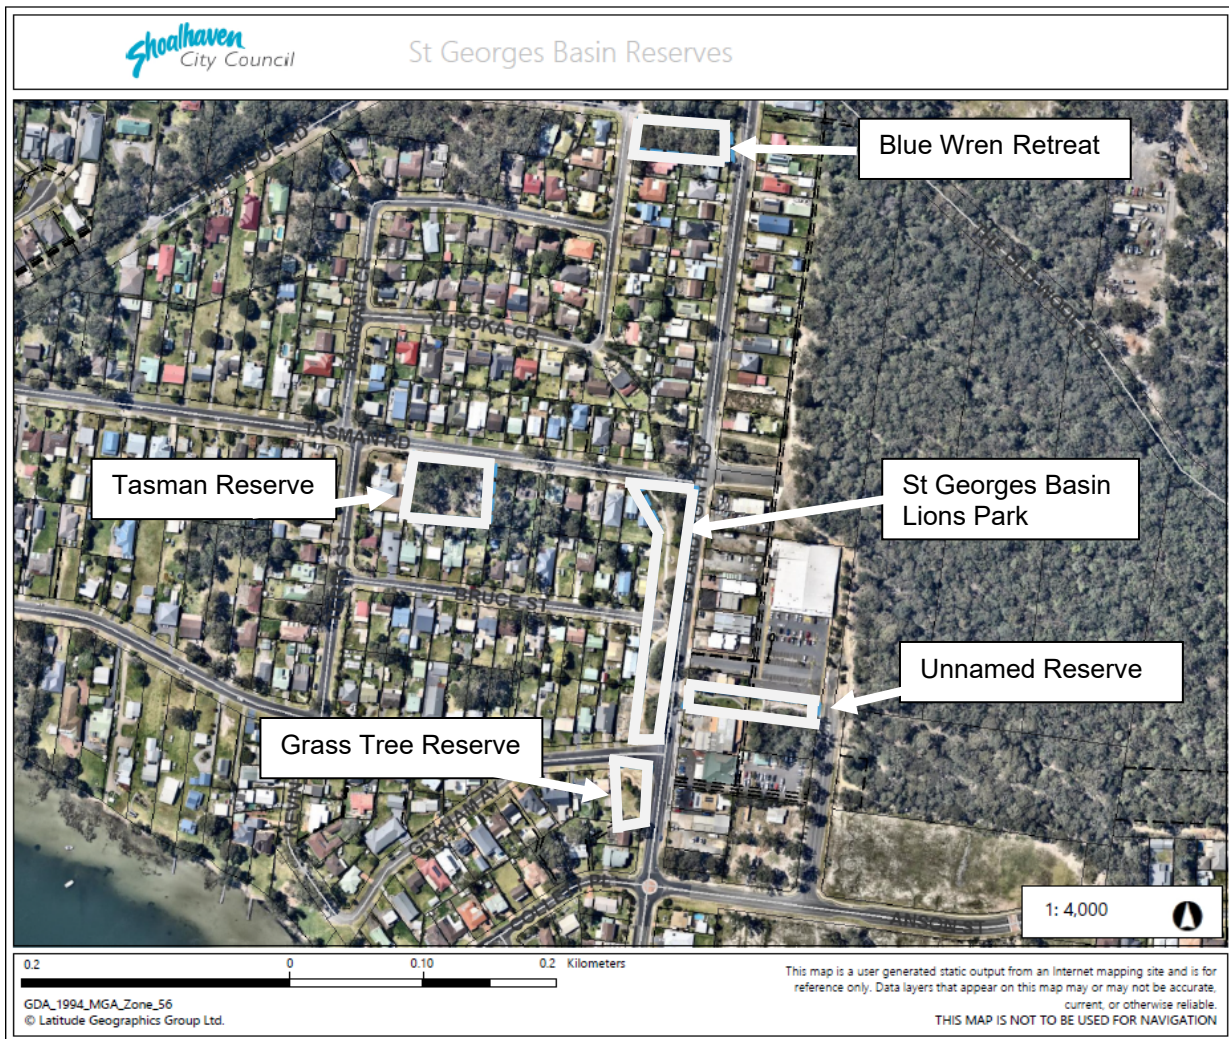 Shoalhaven
City Council
St Georges Basin Reserves
Blue Wren Retreat
TASMAN RD
Tasman Reserve
St Georges Basin
Lions Park
BRUCE ST
Unnamed Reserve
Grass Tree Reserve
ANSON ST
1: 4,000
0.2 0 0.10 0.2 Kilometers
GDA_1994_MGA_Zone_56
© Latitude Geographics Group Ltd.
This map is a user generated static output from an Internet mapping site and is for
reference only. Data layers that appear on this map may or may not be accurate,
current, or otherwise reliable.
THIS MAP IS NOT TO BE USED FOR NAVIGATION